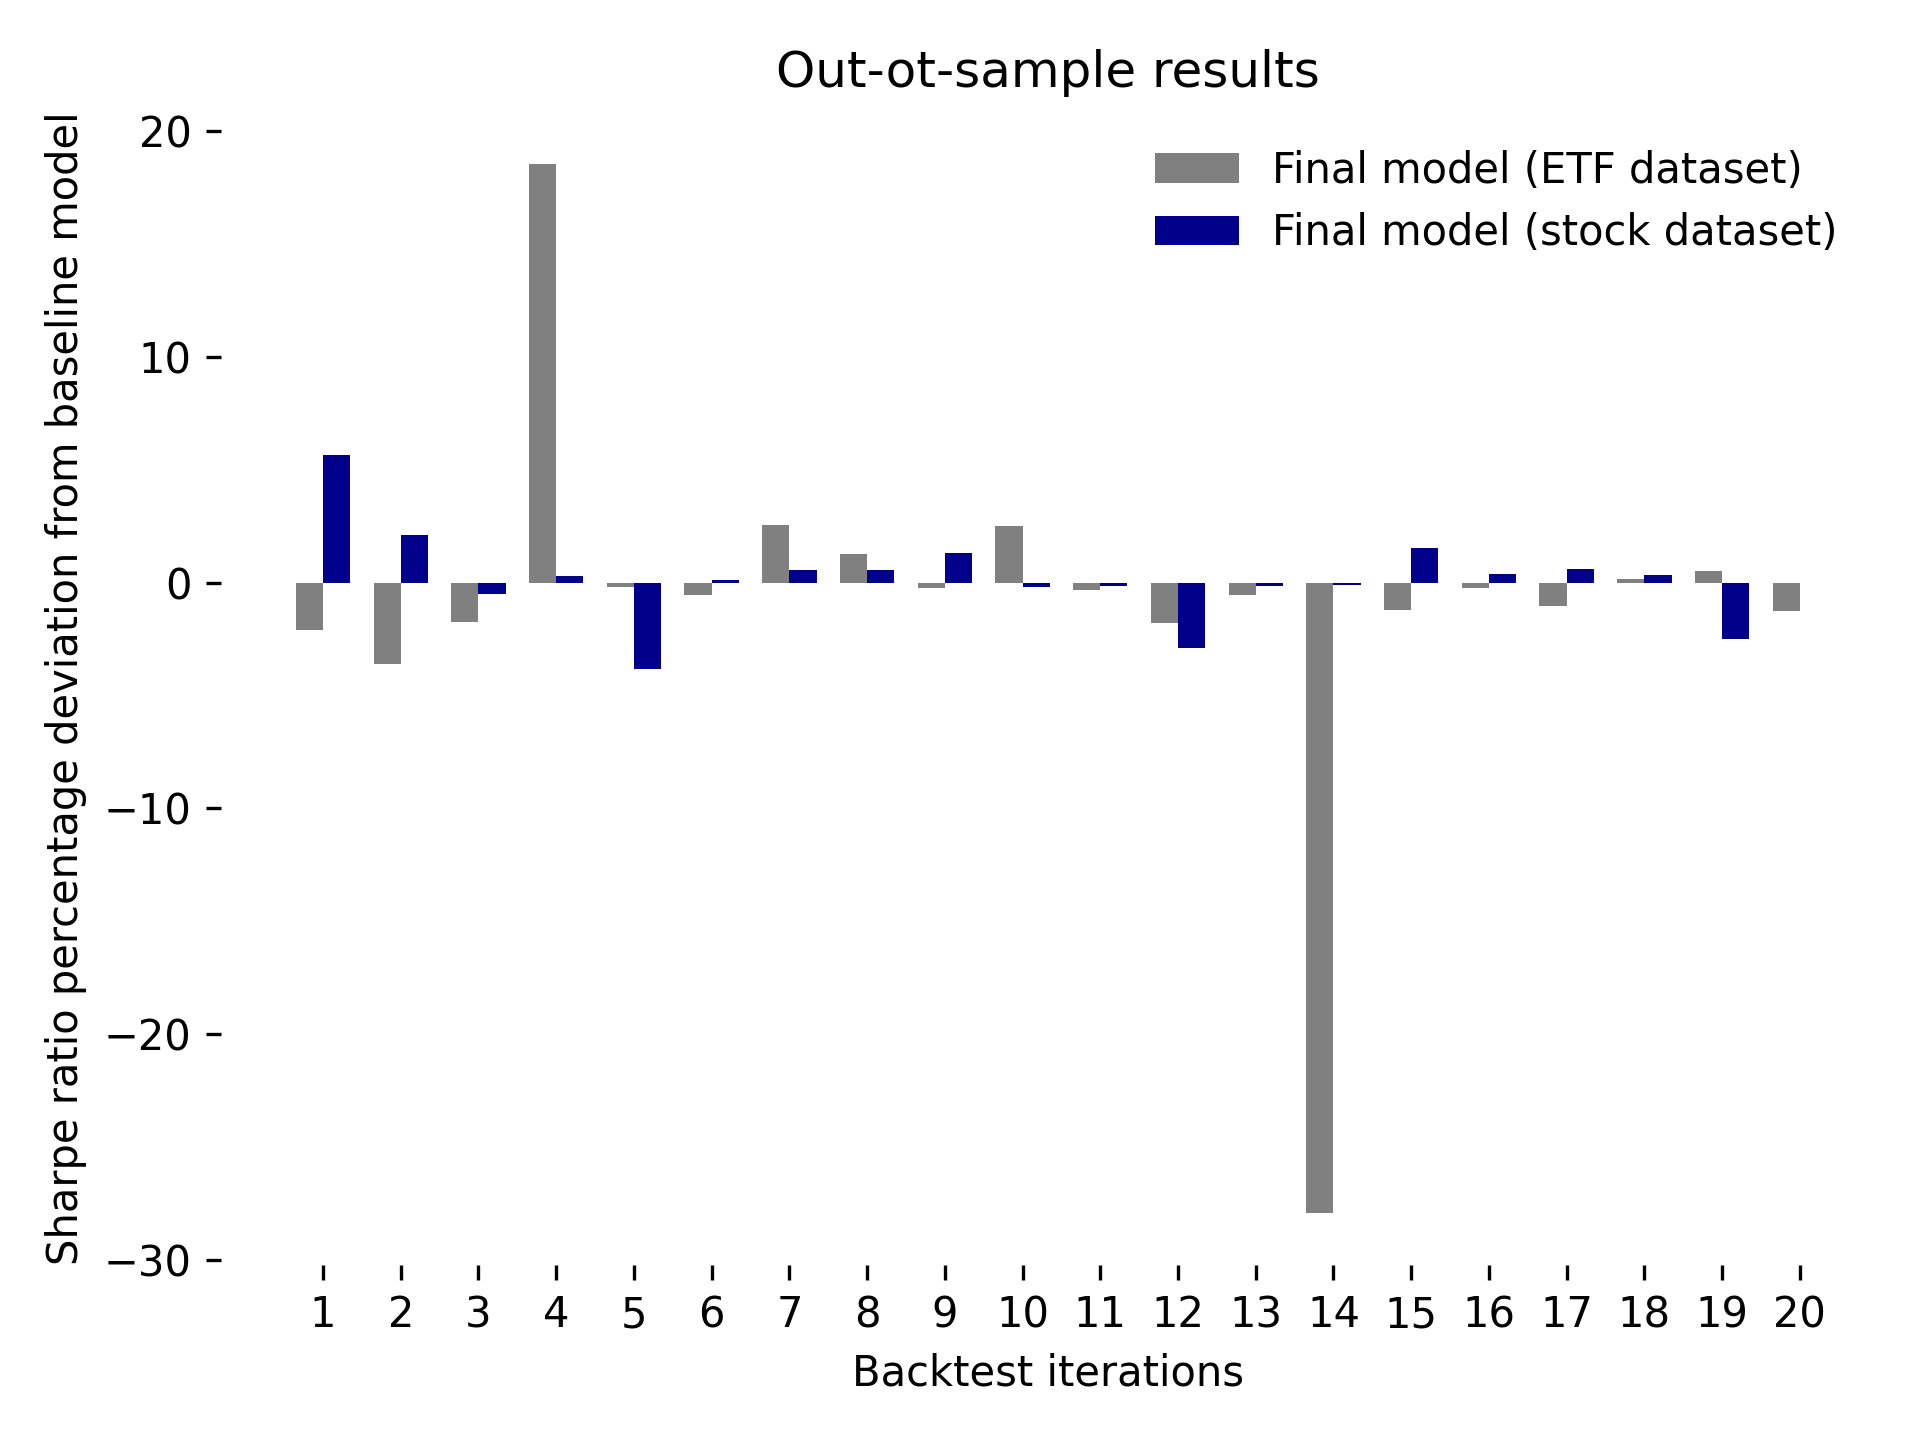 Out-ot-sample results
Sharpe ratio percentage deviation from baseline model
20
10
0
−10
−20
−30
Final model (ETF dataset)
Final model (stock dataset)
1 2 3 4 5 6 7 8 9 10 11 12 13 14 15 16 17 18 19 20
Backtest iterations